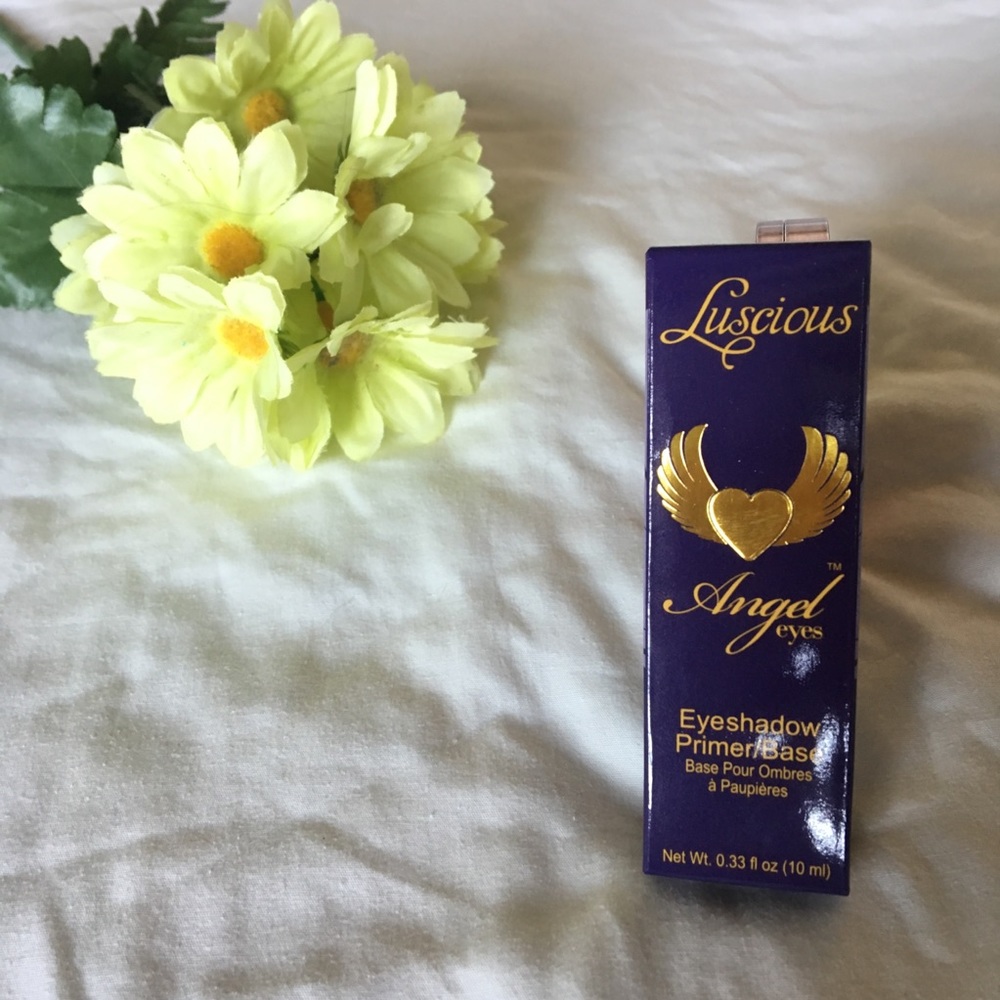 Luscious
TM
Angel
eyes
Eyeshadow
Primer/Base
Base Pour Ombres
à Paupières
Net Wt. 0.33 fl oz (10 ml)